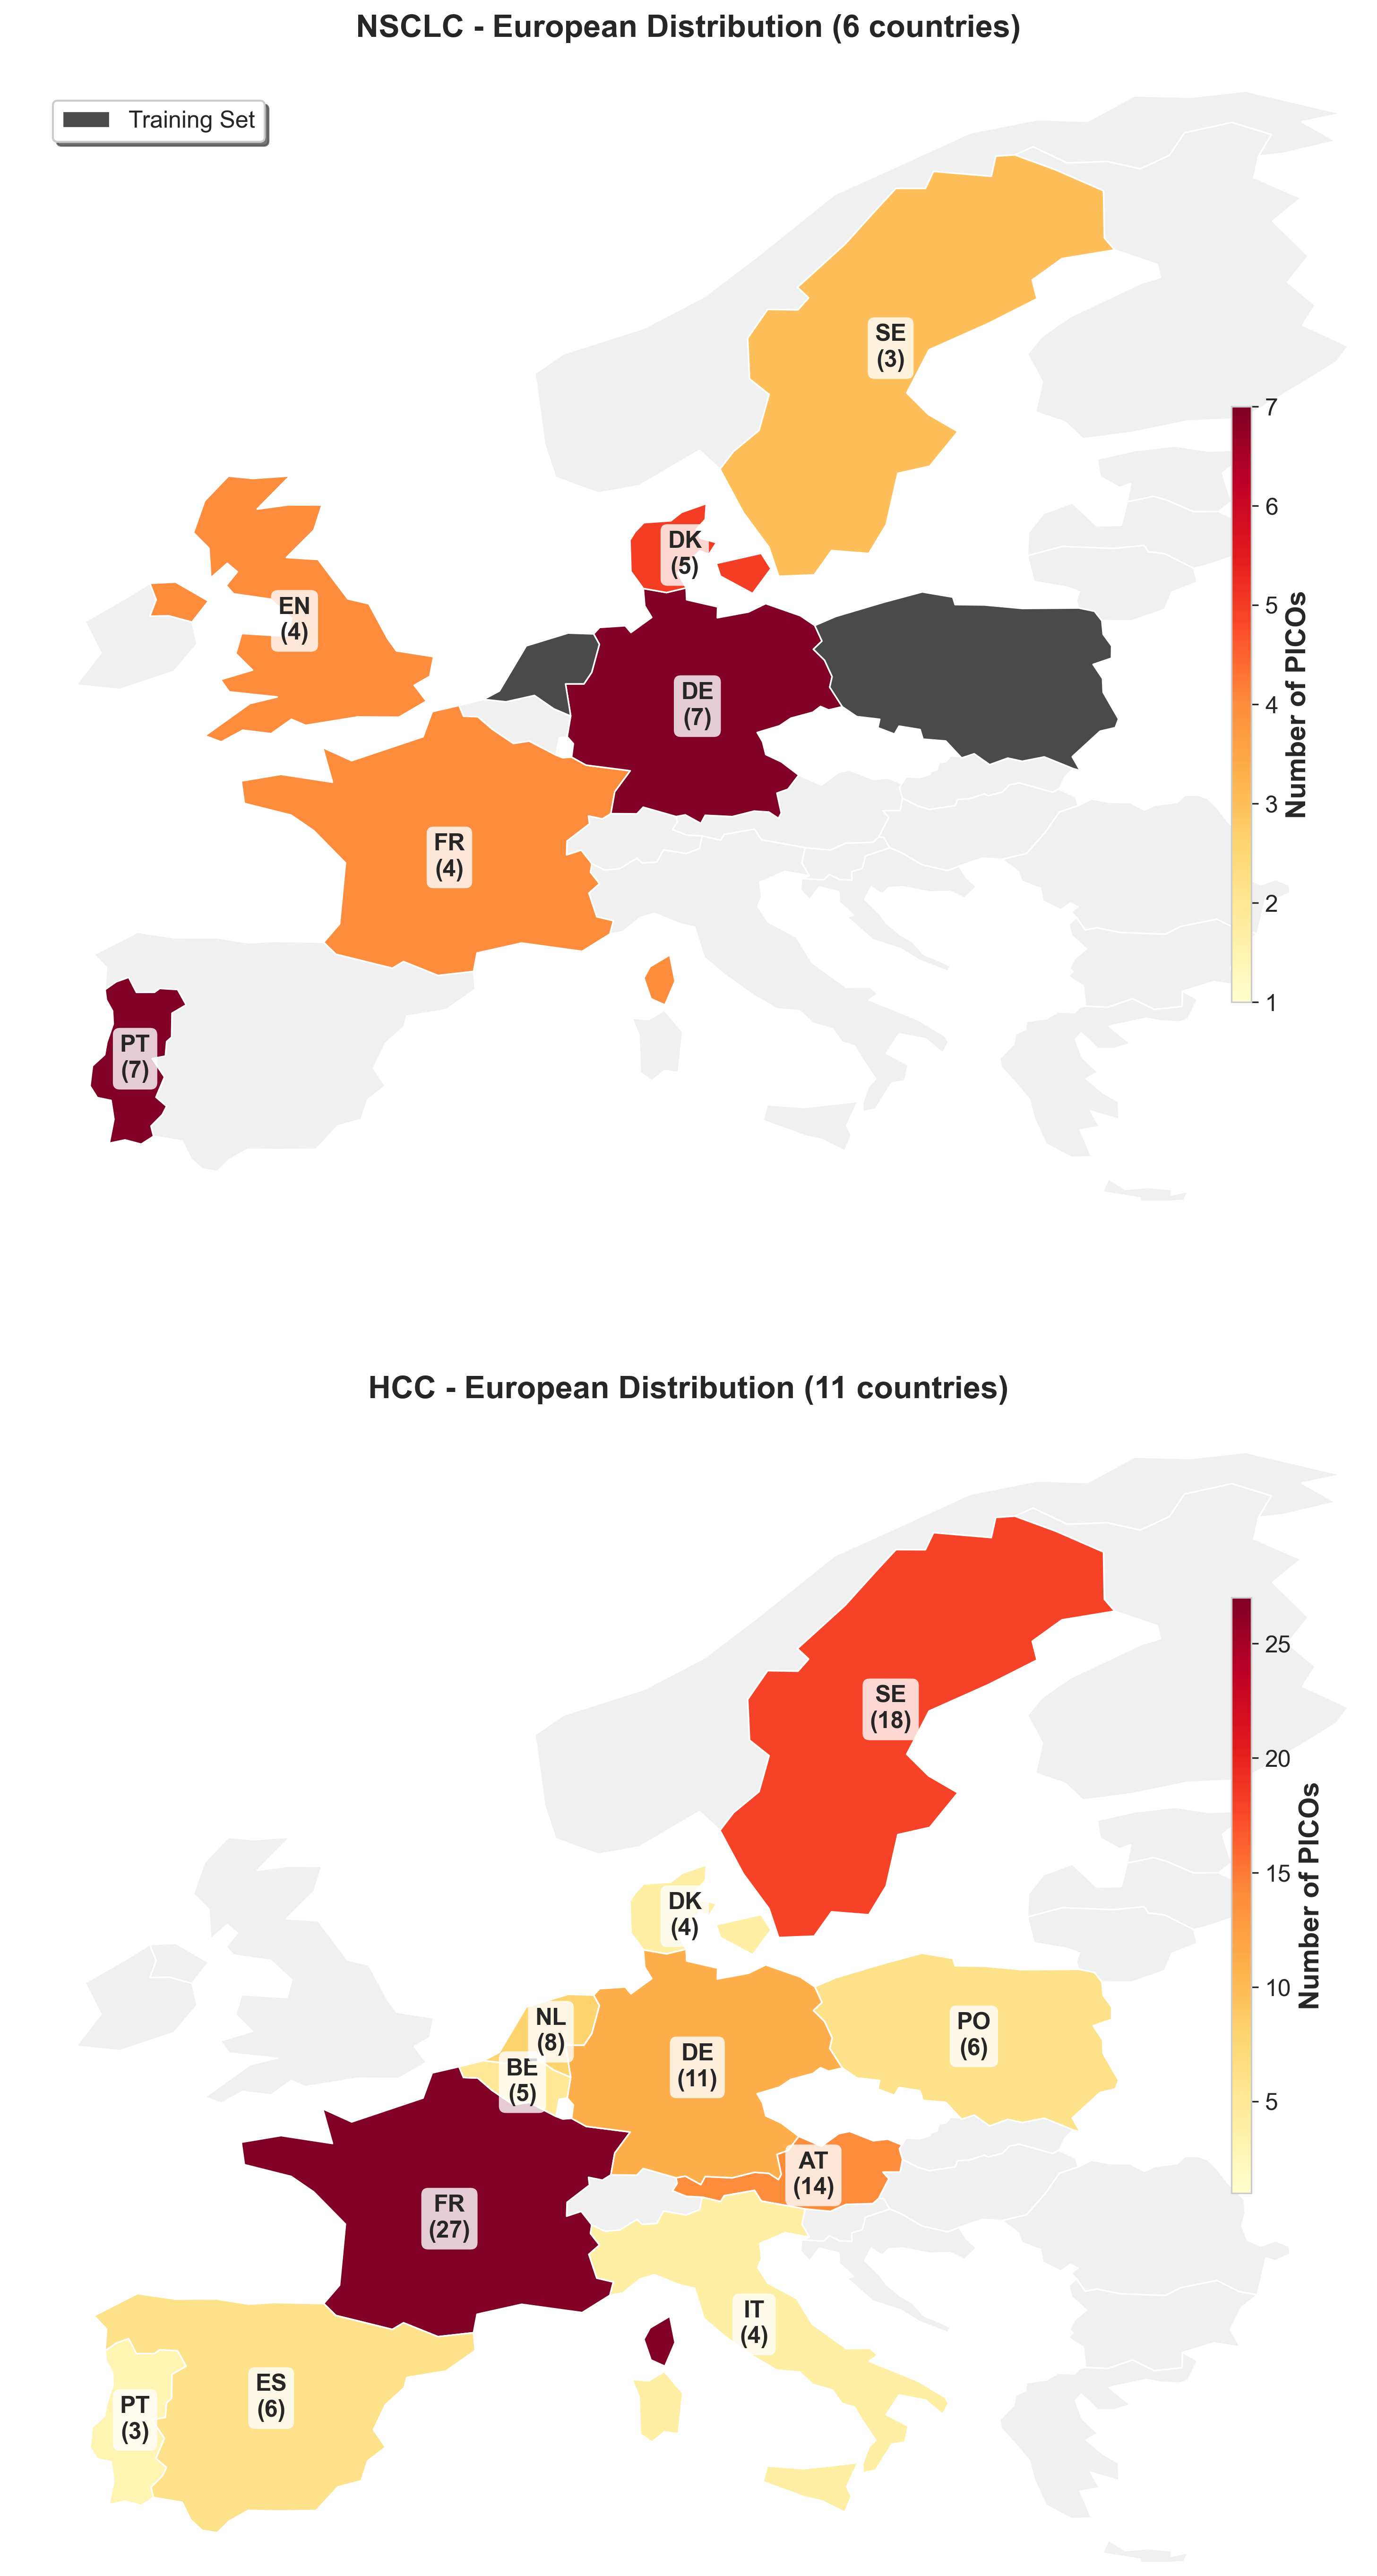 NSCLC - European Distribution (6 countries)
Training Set
SE
(3)
7
6
5
4
3
2
1
Number of PICOs
DK
(5)
EN
(4)
DE
(7)
FR
(4)
PT
(7)
HCC - European Distribution (11 countries)
SE
(18)
25
20
15
10
5
Number of PICOs
DK
(4)
NL
(8)
PO
(6)
DE
(11)
BE
(5)
AT
(14)
FR
(27)
IT
(4)
ES
(6)
PT
(3)